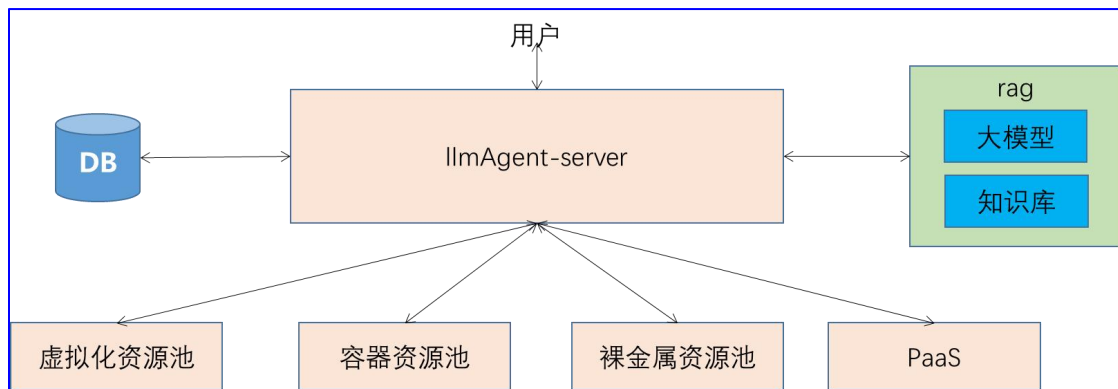 用户
rag
大模型
DB
llmAgent-server
知识库
虚拟化资源池
容器资源池
裸金属资源池
PaaS